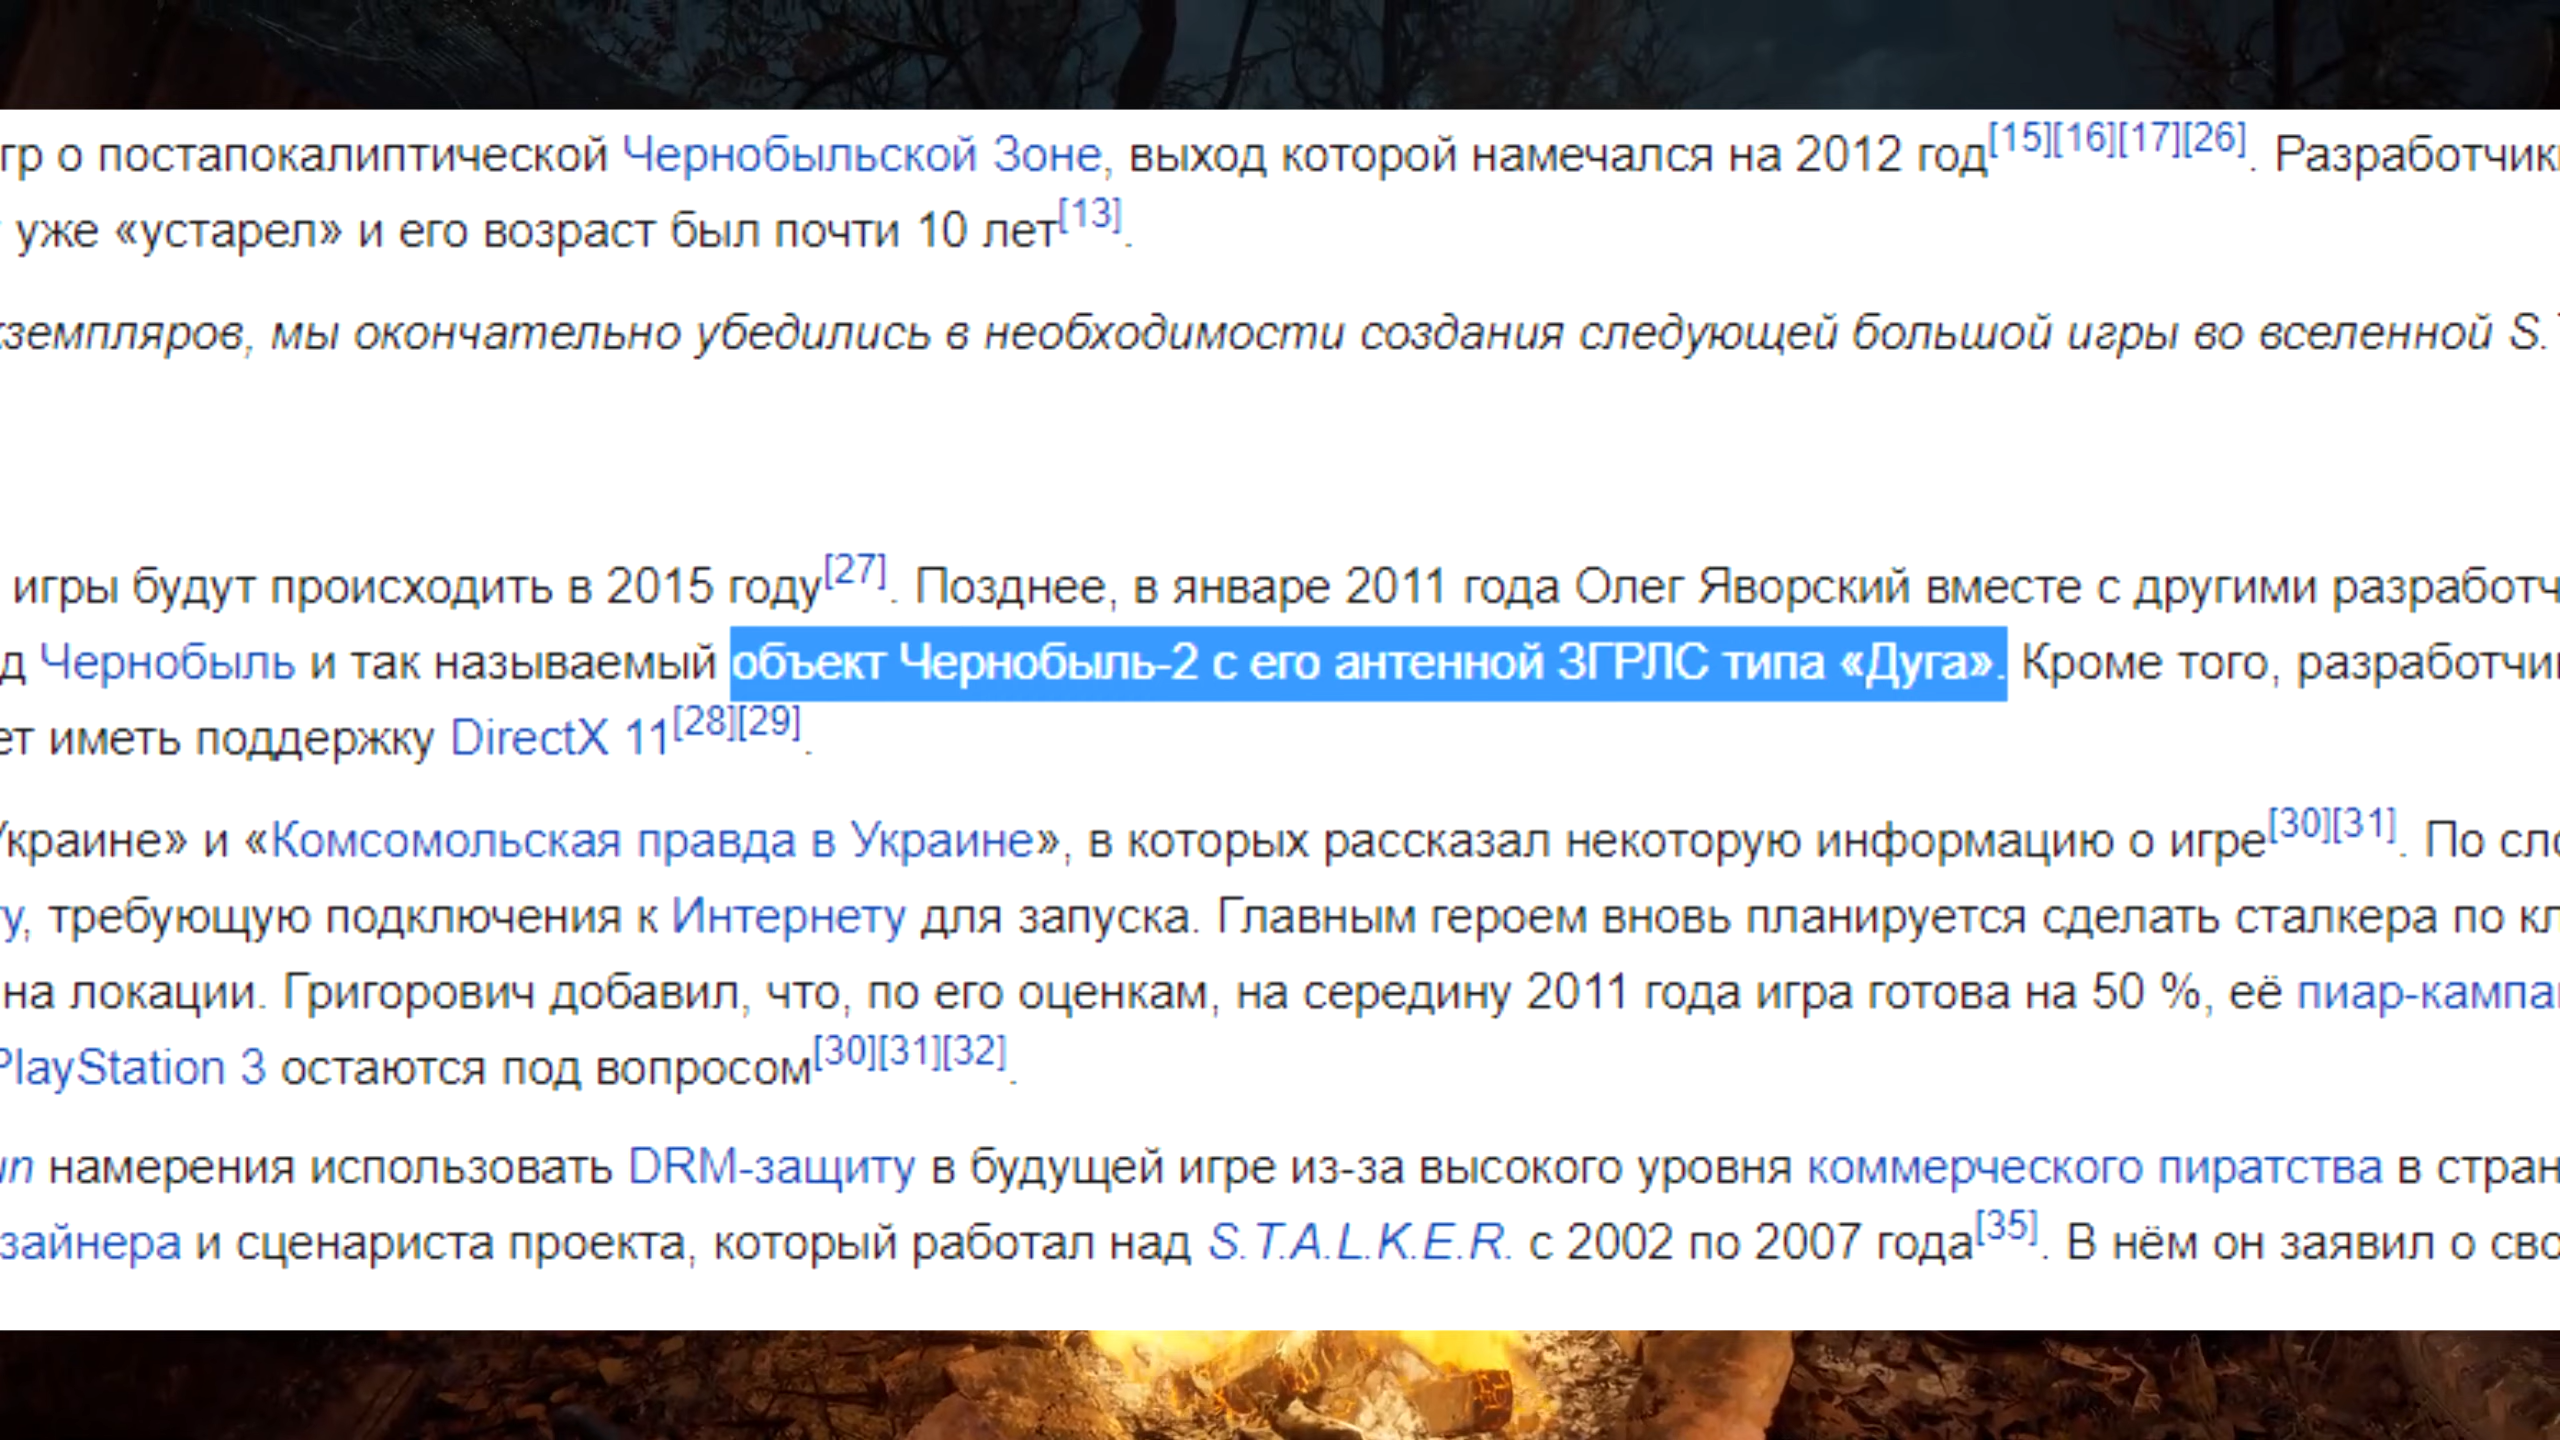 гр о постапокалиптической Чернобыльской Зоне, выход которой намечался на 2012 год[15][16][17][26]. Разработчик
уже «устарел» и его возраст был почти 10 лет[13].
кземпляров, мы окончательно убедились в необходимости создания следующей большой игры во вселенной S.
игры будут происходить в 2015 году[27]. Позднее, в январе 2011 года Олег Яворский вместе с другими разработч
д Чернобыль и так называемый объект Чернобыль-2 с его антенной ЗГРЛС типа «Дуга». Кроме того, разработчи
ет иметь поддержку DirectX 11[28][29].
Украине» и «Комсомольская правда в Украине», в которых рассказал некоторую информацию о игре[30][31]. По сло
у, требующую подключения к Интернету для запуска. Главным героем вновь планируется сделать сталкера по кл
на локации. Григорович добавил, что, по его оценкам, на середину 2011 года игра готова на 50 %, её пиар-кампа
PlayStation 3 остаются под вопросом[30][31][32].
wn намерения использовать DRM-защиту в будущей игре из-за высокого уровня коммерческого пиратства в стран
зайнера и сценариста проекта, который работал над S.T.A.L.K.E.R. с 2002 по 2007 года[35]. В нём он заявил о сво